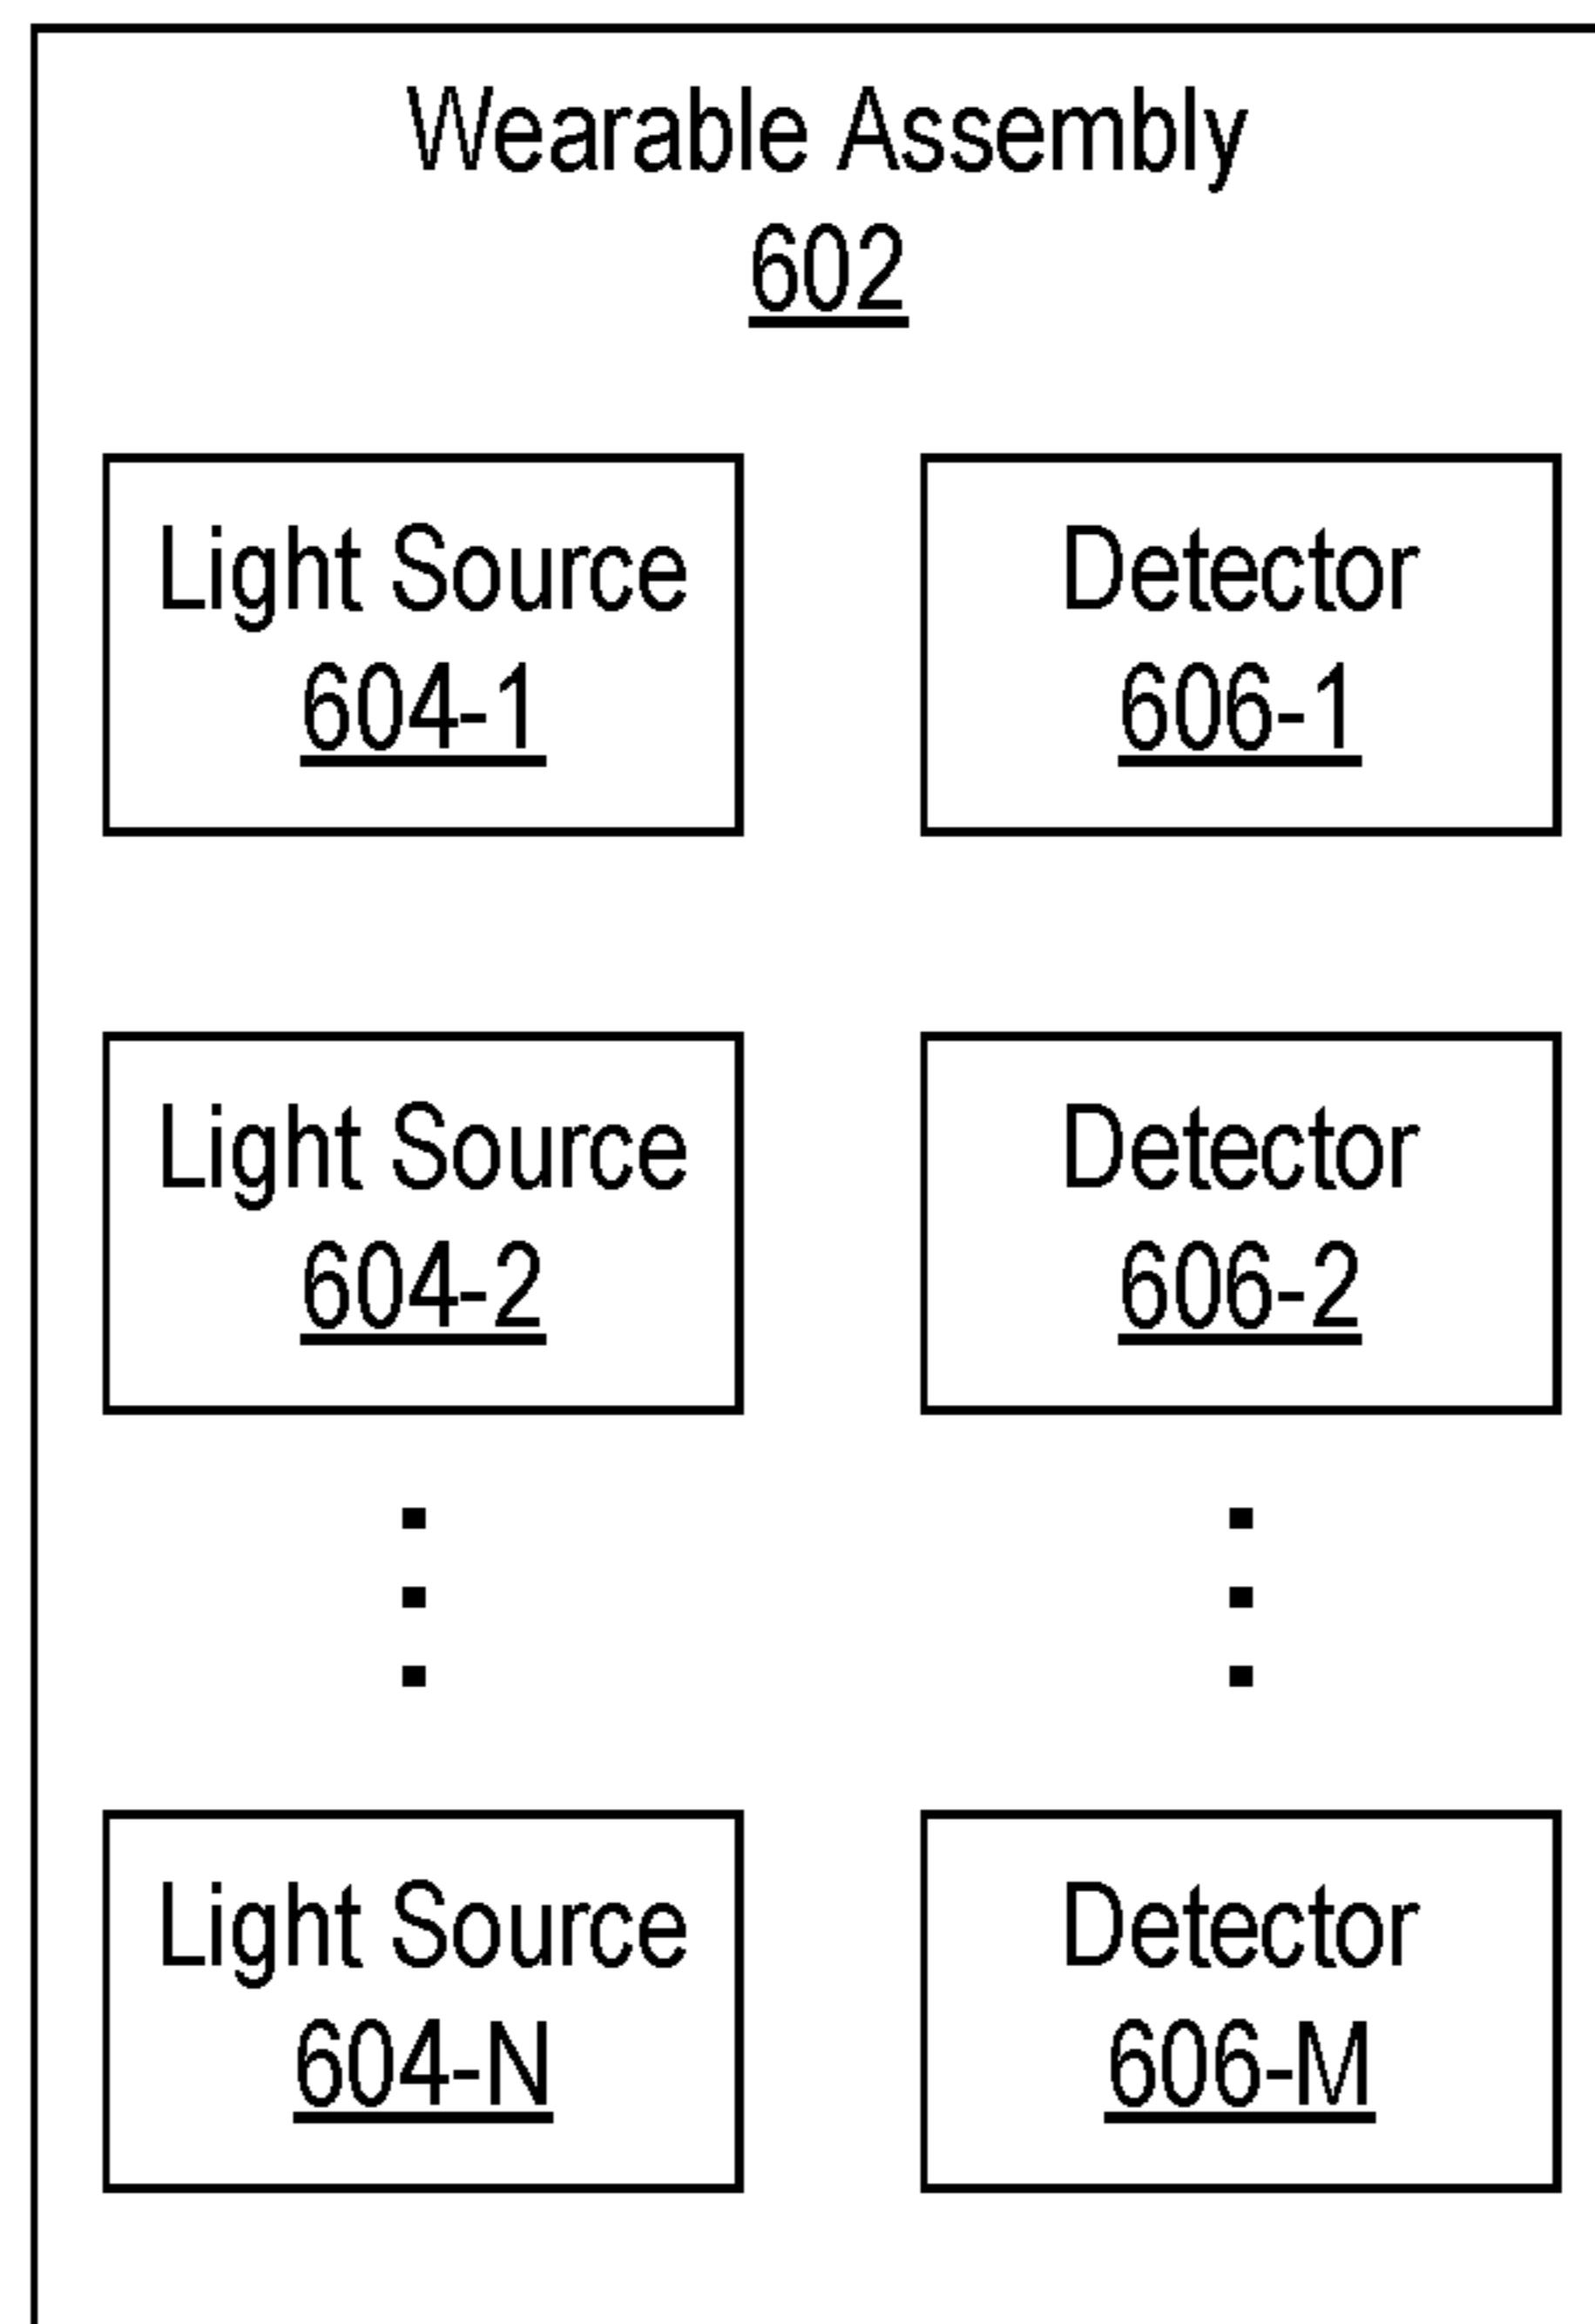 Wearable Assembly
602
Light Source
604-1
Detector
606-1
Light Source
604-2
Detector
606-2
Light Source
604-N
Detector
606-M